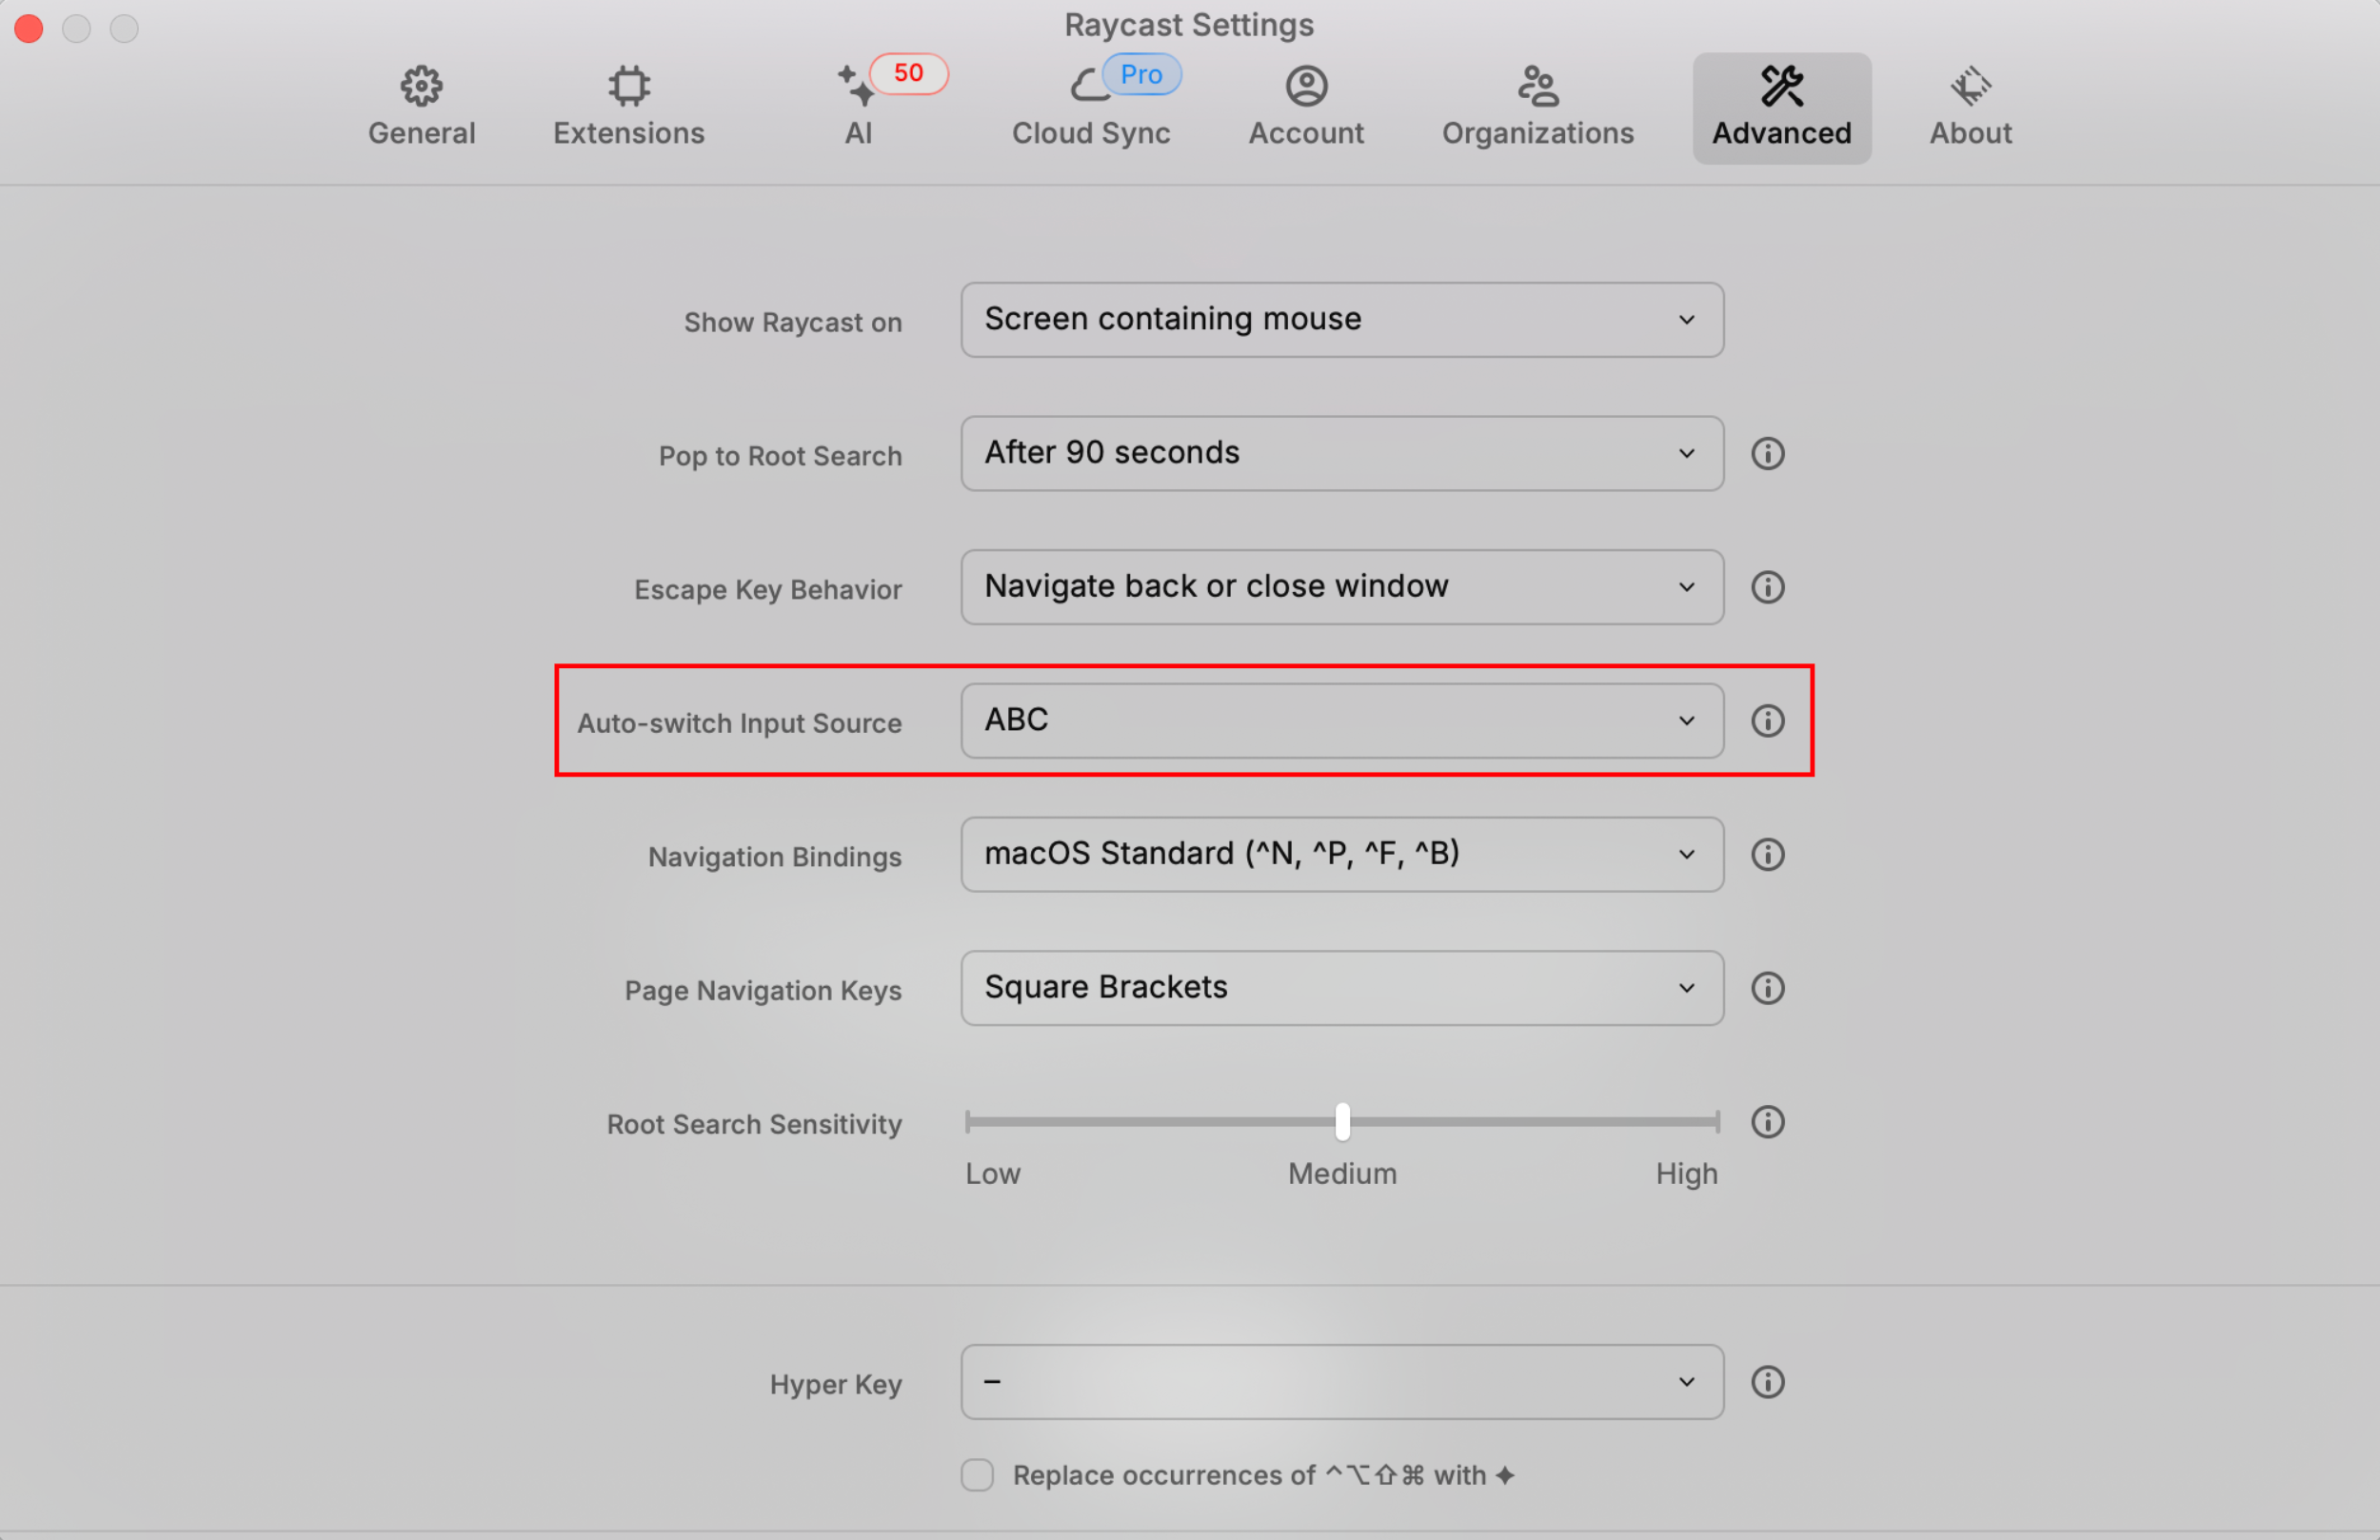 Raycast Settings
General
Extensions
50
AI
Pro
Cloud Sync
Account
Organizations
Advanced
About
Show Raycast on
Screen containing mouse
Pop to Root Search
After 90 seconds
Escape Key Behavior
Navigate back or close window
Auto-switch Input Source
ABC
Navigation Bindings
macOS Standard (^N, ^P, ^F, ^B)
Page Navigation Keys
Square Brackets
Root Search Sensitivity
Low
Medium
High
Hyper Key
–
Replace occurrences of ⌃⌥⇧⌘ with ✦